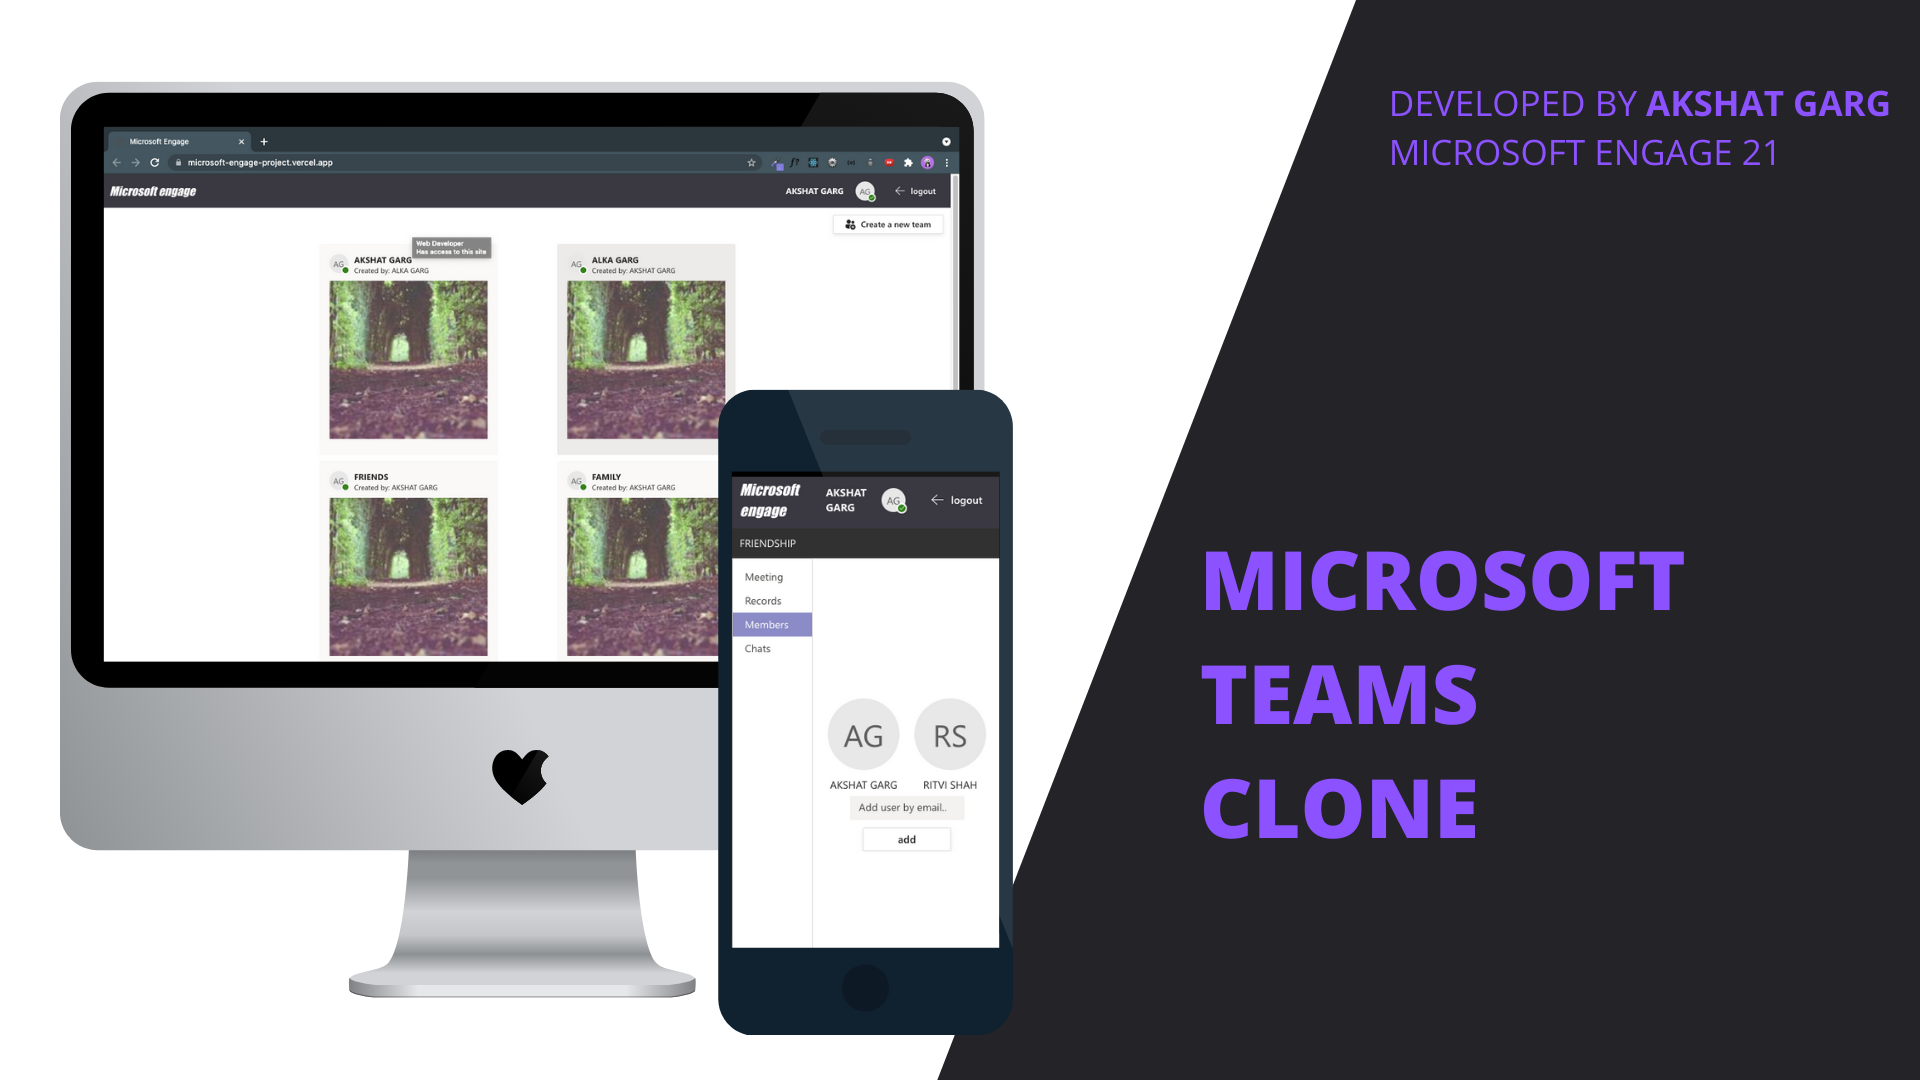 DEVELOPED BY AKSHAT GARG
MICROSOFT ENGAGE 21
Microsoft Engage
microsoft-engage-project.vercel.app
Microsoft engage
AKSHAT GARG
AG
logout
Create a new team
Web Developer
Has access to this site
AG
AKSHAT GARG
Created by: ALKA GARG
AG
ALKA GARG
Created by: AKSHAT GARG
AG
FRIENDS
Created by: AKSHAT GARG
AG
FAMILY
Created by: AKSHAT GARG
Microsoft
engage
AKSHAT
GARG
AG
logout
FRIENDSHIP
Meeting
Records
Members
Chats
AG
RS
AKSHAT GARG
RITVI SHAH
Add user by email..
add
MICROSOFT
TEAMS
CLONE